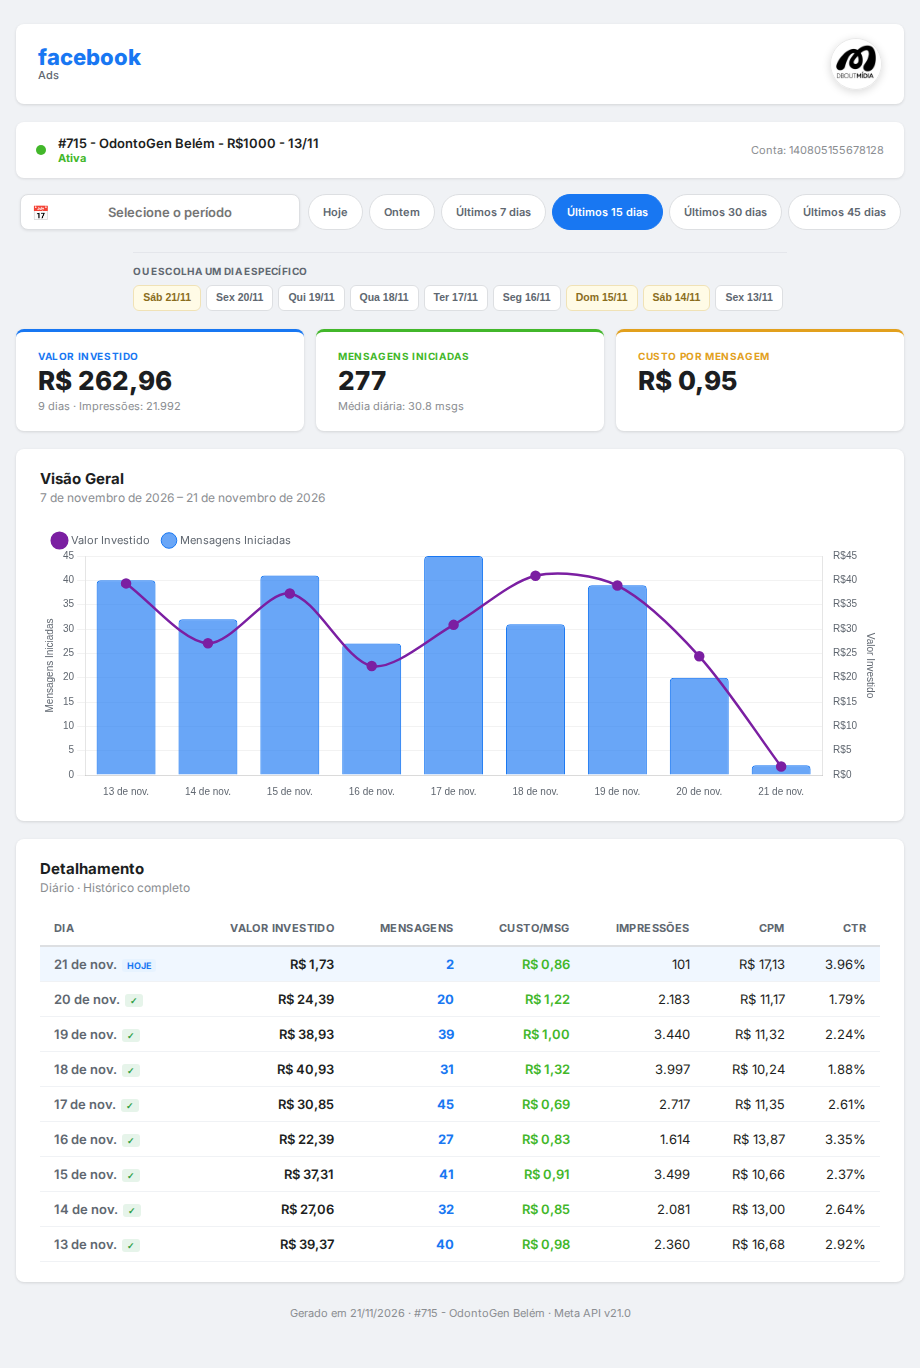 facebook
Ads
DBOUTMÍDIA
#715 - OdontoGen Belém - R$1000 - 13/11
Ativa
Conta: 140805155678128
Selecione o período
Hoje
Ontem
Últimos 7 dias
Últimos 15 dias
Últimos 30 dias
Últimos 45 dias
OU ESCOLHA UM DIA ESPECÍFICO
Sáb 21/11
Sex 20/11
Qui 19/11
Qua 18/11
Ter 17/11
Seg 16/11
Dom 15/11
Sáb 14/11
Sex 13/11
VALOR INVESTIDO
R$ 262,96
9 dias · Impressões: 21.992
MENSAGENS INICIADAS
277
Média diária: 30.8 msgs
CUSTO POR MENSAGEM
R$ 0,95
Visão Geral
7 de novembro de 2026 – 21 de novembro de 2026
Valor Investido
Mensagens Iniciadas
45 R$45
40 R$40
35 R$35
30 R$30
25 R$25
20 R$20
15 R$15
10 R$10
5 R$5
0 R$0
Mensagens Iniciadas
Valor Investido
13 de nov. 14 de nov. 15 de nov. 16 de nov. 17 de nov. 18 de nov. 19 de nov. 20 de nov. 21 de nov.
Detalhamento
Diário · Histórico completo
DIA VALOR INVESTIDO MENSAGENS CUSTO/MSG IMPRESSÕES CPM CTR
21 de nov. HOJE R$ 1,73 2 R$ 0,86 101 R$ 17,13 3.96%
20 de nov. ✓ R$ 24,39 20 R$ 1,22 2.183 R$ 11,17 1.79%
19 de nov. ✓ R$ 38,93 39 R$ 1,00 3.440 R$ 11,32 2.24%
18 de nov. ✓ R$ 40,93 31 R$ 1,32 3.997 R$ 10,24 1.88%
17 de nov. ✓ R$ 30,85 45 R$ 0,69 2.717 R$ 11,35 2.61%
16 de nov. ✓ R$ 22,39 27 R$ 0,83 1.614 R$ 13,87 3.35%
15 de nov. ✓ R$ 37,31 41 R$ 0,91 3.499 R$ 10,66 2.37%
14 de nov. ✓ R$ 27,06 32 R$ 0,85 2.081 R$ 13,00 2.64%
13 de nov. ✓ R$ 39,37 40 R$ 0,98 2.360 R$ 16,68 2.92%
Gerado em 21/11/2026 · #715 - OdontoGen Belém · Meta API v21.0